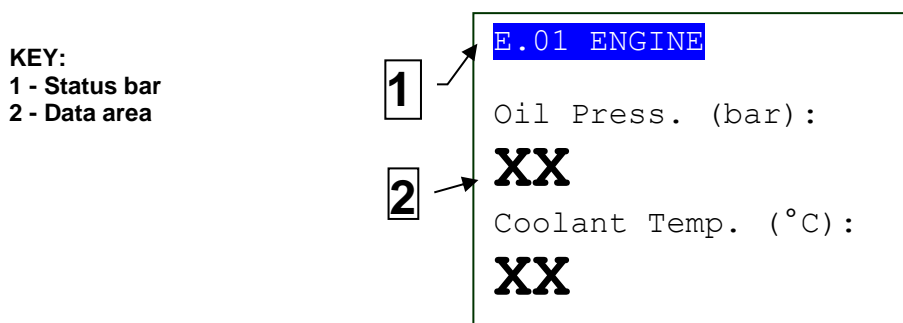 KEY:
1 - Status bar
2 - Data area
1
2
E.01 ENGINE
Oil Press. (bar):
XX
Coolant Temp. (°C):
XX